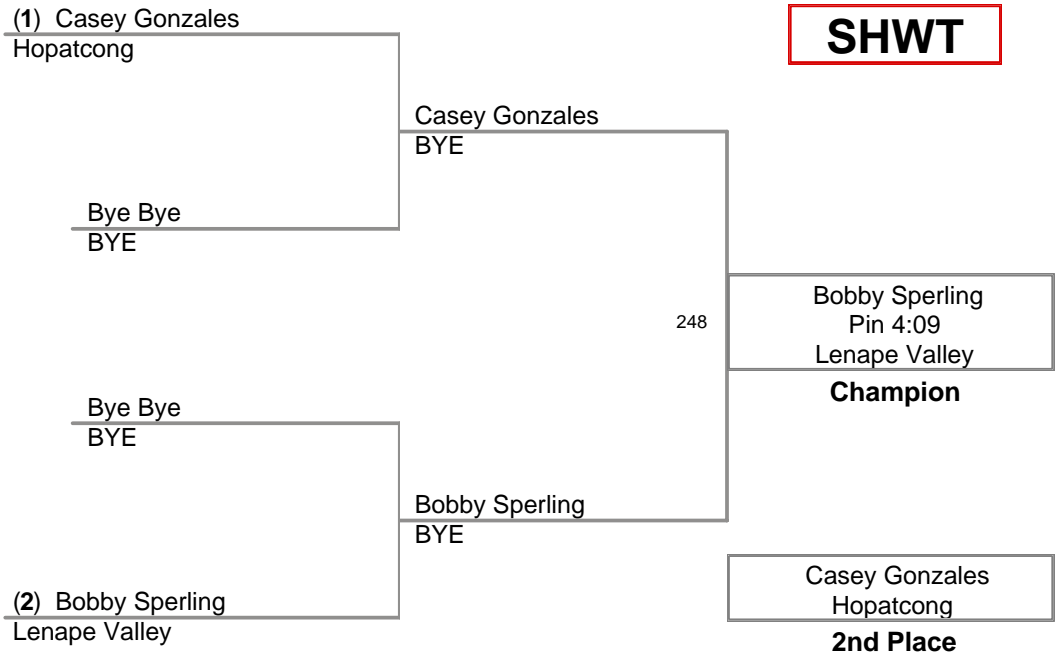 (1) Casey Gonzales
Hopatcong
SHWT
Casey Gonzales
BYE
Bye Bye
BYE
248
Bobby Sperling
Pin 4:09
Lenape Valley
Champion
Bye Bye
BYE
Bobby Sperling
BYE
(2) Bobby Sperling
Lenape Valley
Casey Gonzales
Hopatcong
2nd Place